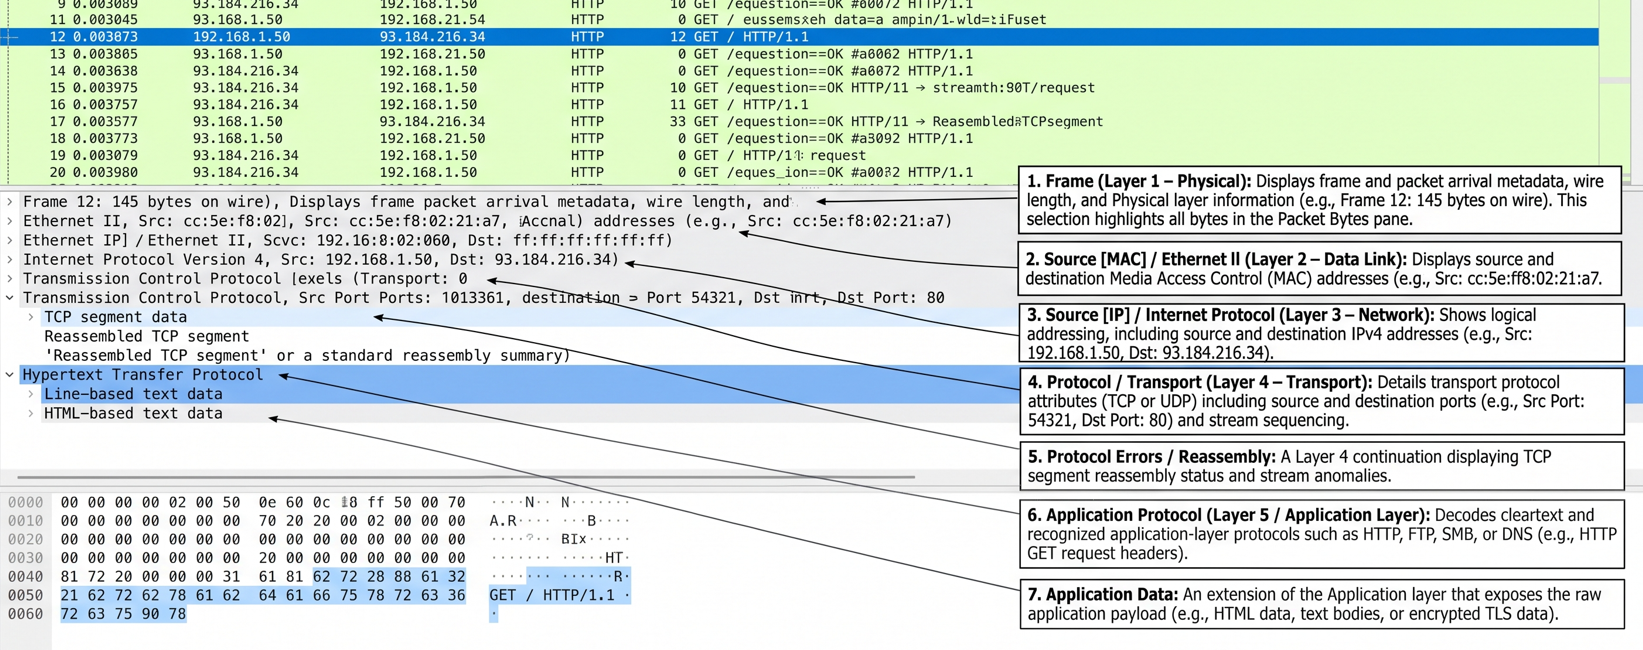 9 0.003089 93.184.216.34 192.168.1.50 HTTP 10 GET /equestion==OK #60072 HTTP/1.1
11 0.003045 93.168.1.50 192.168.21.54 HTTP 0 GET / data=a
12 0.003873 192.168.1.50 93.184.216.34 HTTP 12 GET / HTTP/1.1
13 0.003865 93.168.1.50 192.168.21.50 HTTP 0 GET /equestion==OK #a6062 HTTP/1.1
14 0.003638 93.184.216.34 192.168.1.50 HTTP 0 GET /equestion==OK #a6072 HTTP/1.1
15 0.003975 93.184.216.34 192.168.1.50 HTTP 10 GET /equestion==OK HTTP/11 → streamth:90T/request
16 0.003757 93.184.216.34 192.168.1.50 HTTP 11 GET / HTTP/1.1
17 0.003577 93.168.1.50 93.184.216.34 HTTP 33 GET /equestion==OK HTTP/11 →
18 0.003773 93.168.1.50 192.168.21.50 HTTP 0 GET /equestion==OK #a3092 HTTP/1.1
19 0.003079 93.184.216.34 192.168.1.50 HTTP 0 GET / request
20 0.003980 93.184.216.34 192.168.1.50 HTTP 0 GET /eques_ion==OK HTTP/1.1
Frame 12: 145 bytes on wire), Displays frame packet arrival metadata, wire length, and
Ethernet II, Src: cc:5e:f8:02], Src: cc:5e:f8:02:21:a7, addresses (e.g., Src: cc:5e:f8:02:21:a7)
Ethernet IP] / Ethernet II, Scvc: 192.16:8:02:060, Dst: ff:ff:ff:ff:ff:ff)
Internet Protocol Version 4, Src: 192.168.1.50, Dst: 93.184.216.34)
Transmission Control Protocol [exels (Transport: 0
Transmission Control Protocol, Src Port Ports: 1013361, destination = Port 54321, Dst Dst Port: 80
TCP segment data
Reassembled TCP segment
'Reassembled TCP segment' or a standard reassembly summary)
Hypertext Transfer Protocol
Line-based text data
HTML-based text data
1. Frame (Layer 1 – Physical): Displays frame and packet arrival metadata, wire
length, and Physical layer information (e.g., Frame 12: 145 bytes on wire). This
selection highlights all bytes in the Packet Bytes pane.
2. Source [MAC] / Ethernet II (Layer 2 – Data Link): Displays source and
destination Media Access Control (MAC) addresses (e.g., Src: cc:5e:ff8:02:21:a7.
3. Source [IP] / Internet Protocol (Layer 3 – Network): Shows logical
addressing, including source and destination IPv4 addresses (e.g., Src:
192.168.1.50, Dst: 93.184.216.34).
4. Protocol / Transport (Layer 4 – Transport): Details transport protocol
attributes (TCP or UDP) including source and destination ports (e.g., Src Port:
54321, Dst Port: 80) and stream sequencing.
5. Protocol Errors / Reassembly: A Layer 4 continuation displaying TCP
segment reassembly status and stream anomalies.
6. Application Protocol (Layer 5 / Application Layer): Decodes cleartext and
recognized application-layer protocols such as HTTP, FTP, SMB, or DNS (e.g., HTTP
GET request headers).
7. Application Data: An extension of the Application layer that exposes the raw
application payload (e.g., HTML data, text bodies, or encrypted TLS data).
0000 00 00 00 00 02 00 50 0e 60 0c ff 50 00 70 ····N·· N·······
0010 00 00 00 00 00 00 00 70 20 20 00 02 00 00 00 A.R···· ···B····
0020 00 00 00 00 00 00 00 00 00 00 00 00 00 00 00 BIx·····
0030 00 00 00 00 00 00 00 20 00 00 00 00 00 00 00 ······· ······HT·
0040 81 72 20 00 00 00 31 61 81 62 72 28 88 61 32 ······· ······R·
0050 21 62 72 62 78 61 62 64 61 66 75 78 72 63 36 GET / HTTP/1.1 ·
0060 72 63 75 90 78 ·